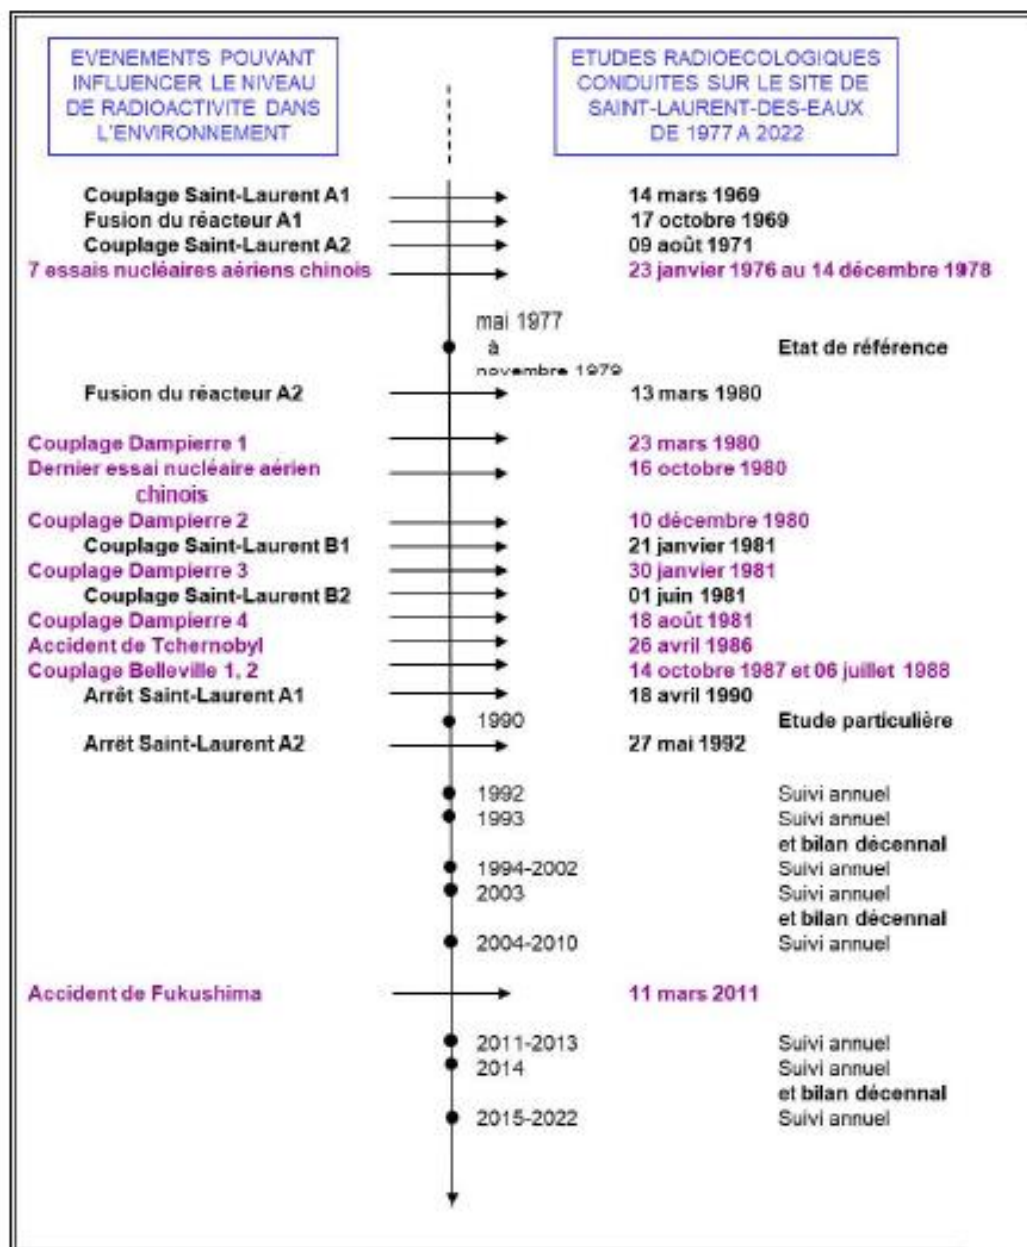 EVENEMENTS POUVANT
INFLUENCER LE NIVEAU
DE RADIOACTIVITE DANS
L'ENVIRONNEMENT
ETUDES RADIOECOLOGIQUES
CONDUITES SUR LE SITE DE
SAINT-LAURENT-DES-EAUX
DE 1977 A 2022
Couplage Saint-Laurent A1 14 mars 1969
Fusion du réacteur A1 17 octobre 1969
Couplage Saint-Laurent A2 09 août 1971
7 essais nucléaires aériens chinois 23 janvier 1976 au 14 décembre 1978
mai 1977
à Etat de référence
novembre 1979
Fusion du réacteur A2 13 mars 1980
Couplage Dampierre 1 23 mars 1980
Dernier essai nucléaire aérien 16 octobre 1980
chinois
Couplage Dampierre 2 10 décembre 1980
Couplage Saint-Laurent B1 21 janvier 1981
Couplage Dampierre 3 30 janvier 1981
Couplage Saint-Laurent B2 01 juin 1981
Couplage Dampierre 4 18 août 1981
Accident de Tchernobyl 26 avril 1986
Couplage Belleville 1, 2 14 octobre 1987 et 06 juillet 1988
Arrêt Saint-Laurent A1 18 avril 1990
1990 Etude particulière
Arrêt Saint-Laurent A2 27 mai 1992
1992 Suivi annuel
1993 Suivi annuel
et bilan décennal
1994-2002 Suivi annuel
2003 Suivi annuel
et bilan décennal
2004-2010 Suivi annuel
Accident de Fukushima 11 mars 2011
2011-2013 Suivi annuel
2014 Suivi annuel
et bilan décennal
2015-2022 Suivi annuel